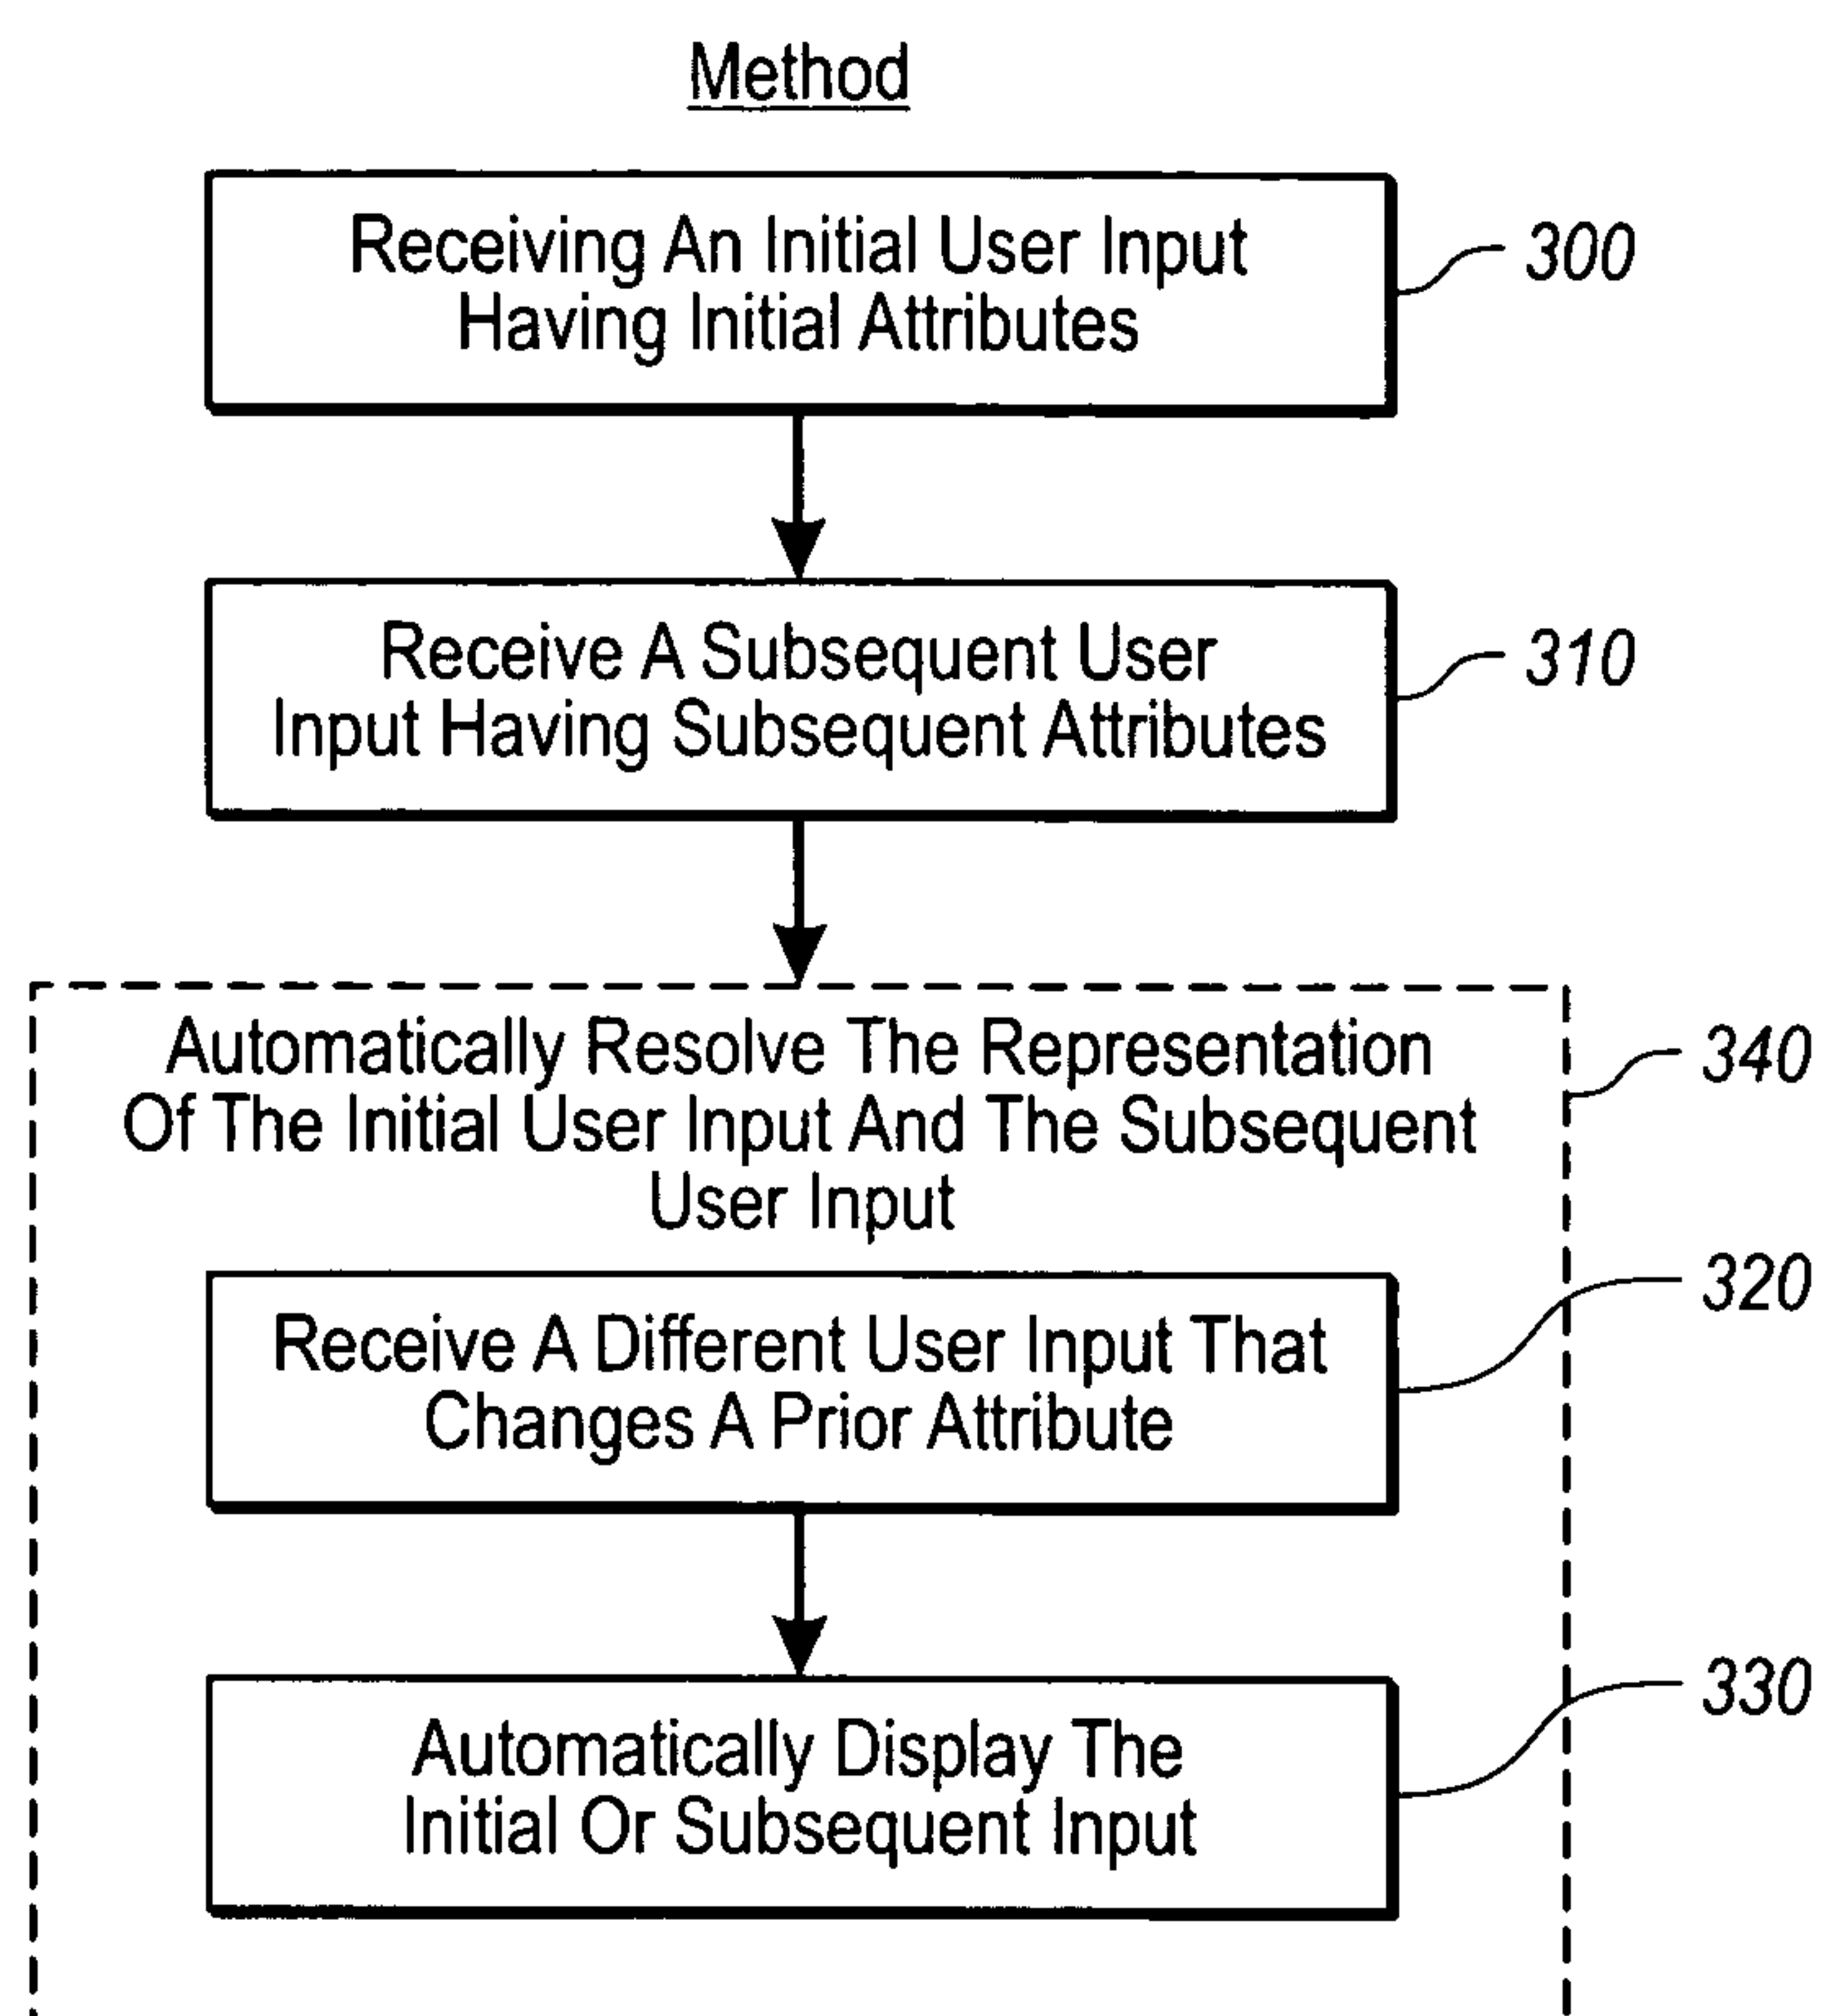 Method
Receiving An Initial User Input
Having Initial Attributes
300
Receive A Subsequent User
Input Having Subsequent Attributes
310
Automatically Resolve The Representation
Of The Initial User Input And The Subsequent
User Input
340
Receive A Different User Input That
Changes A Prior Attribute
320
Automatically Display The
Initial Or Subsequent Input
330